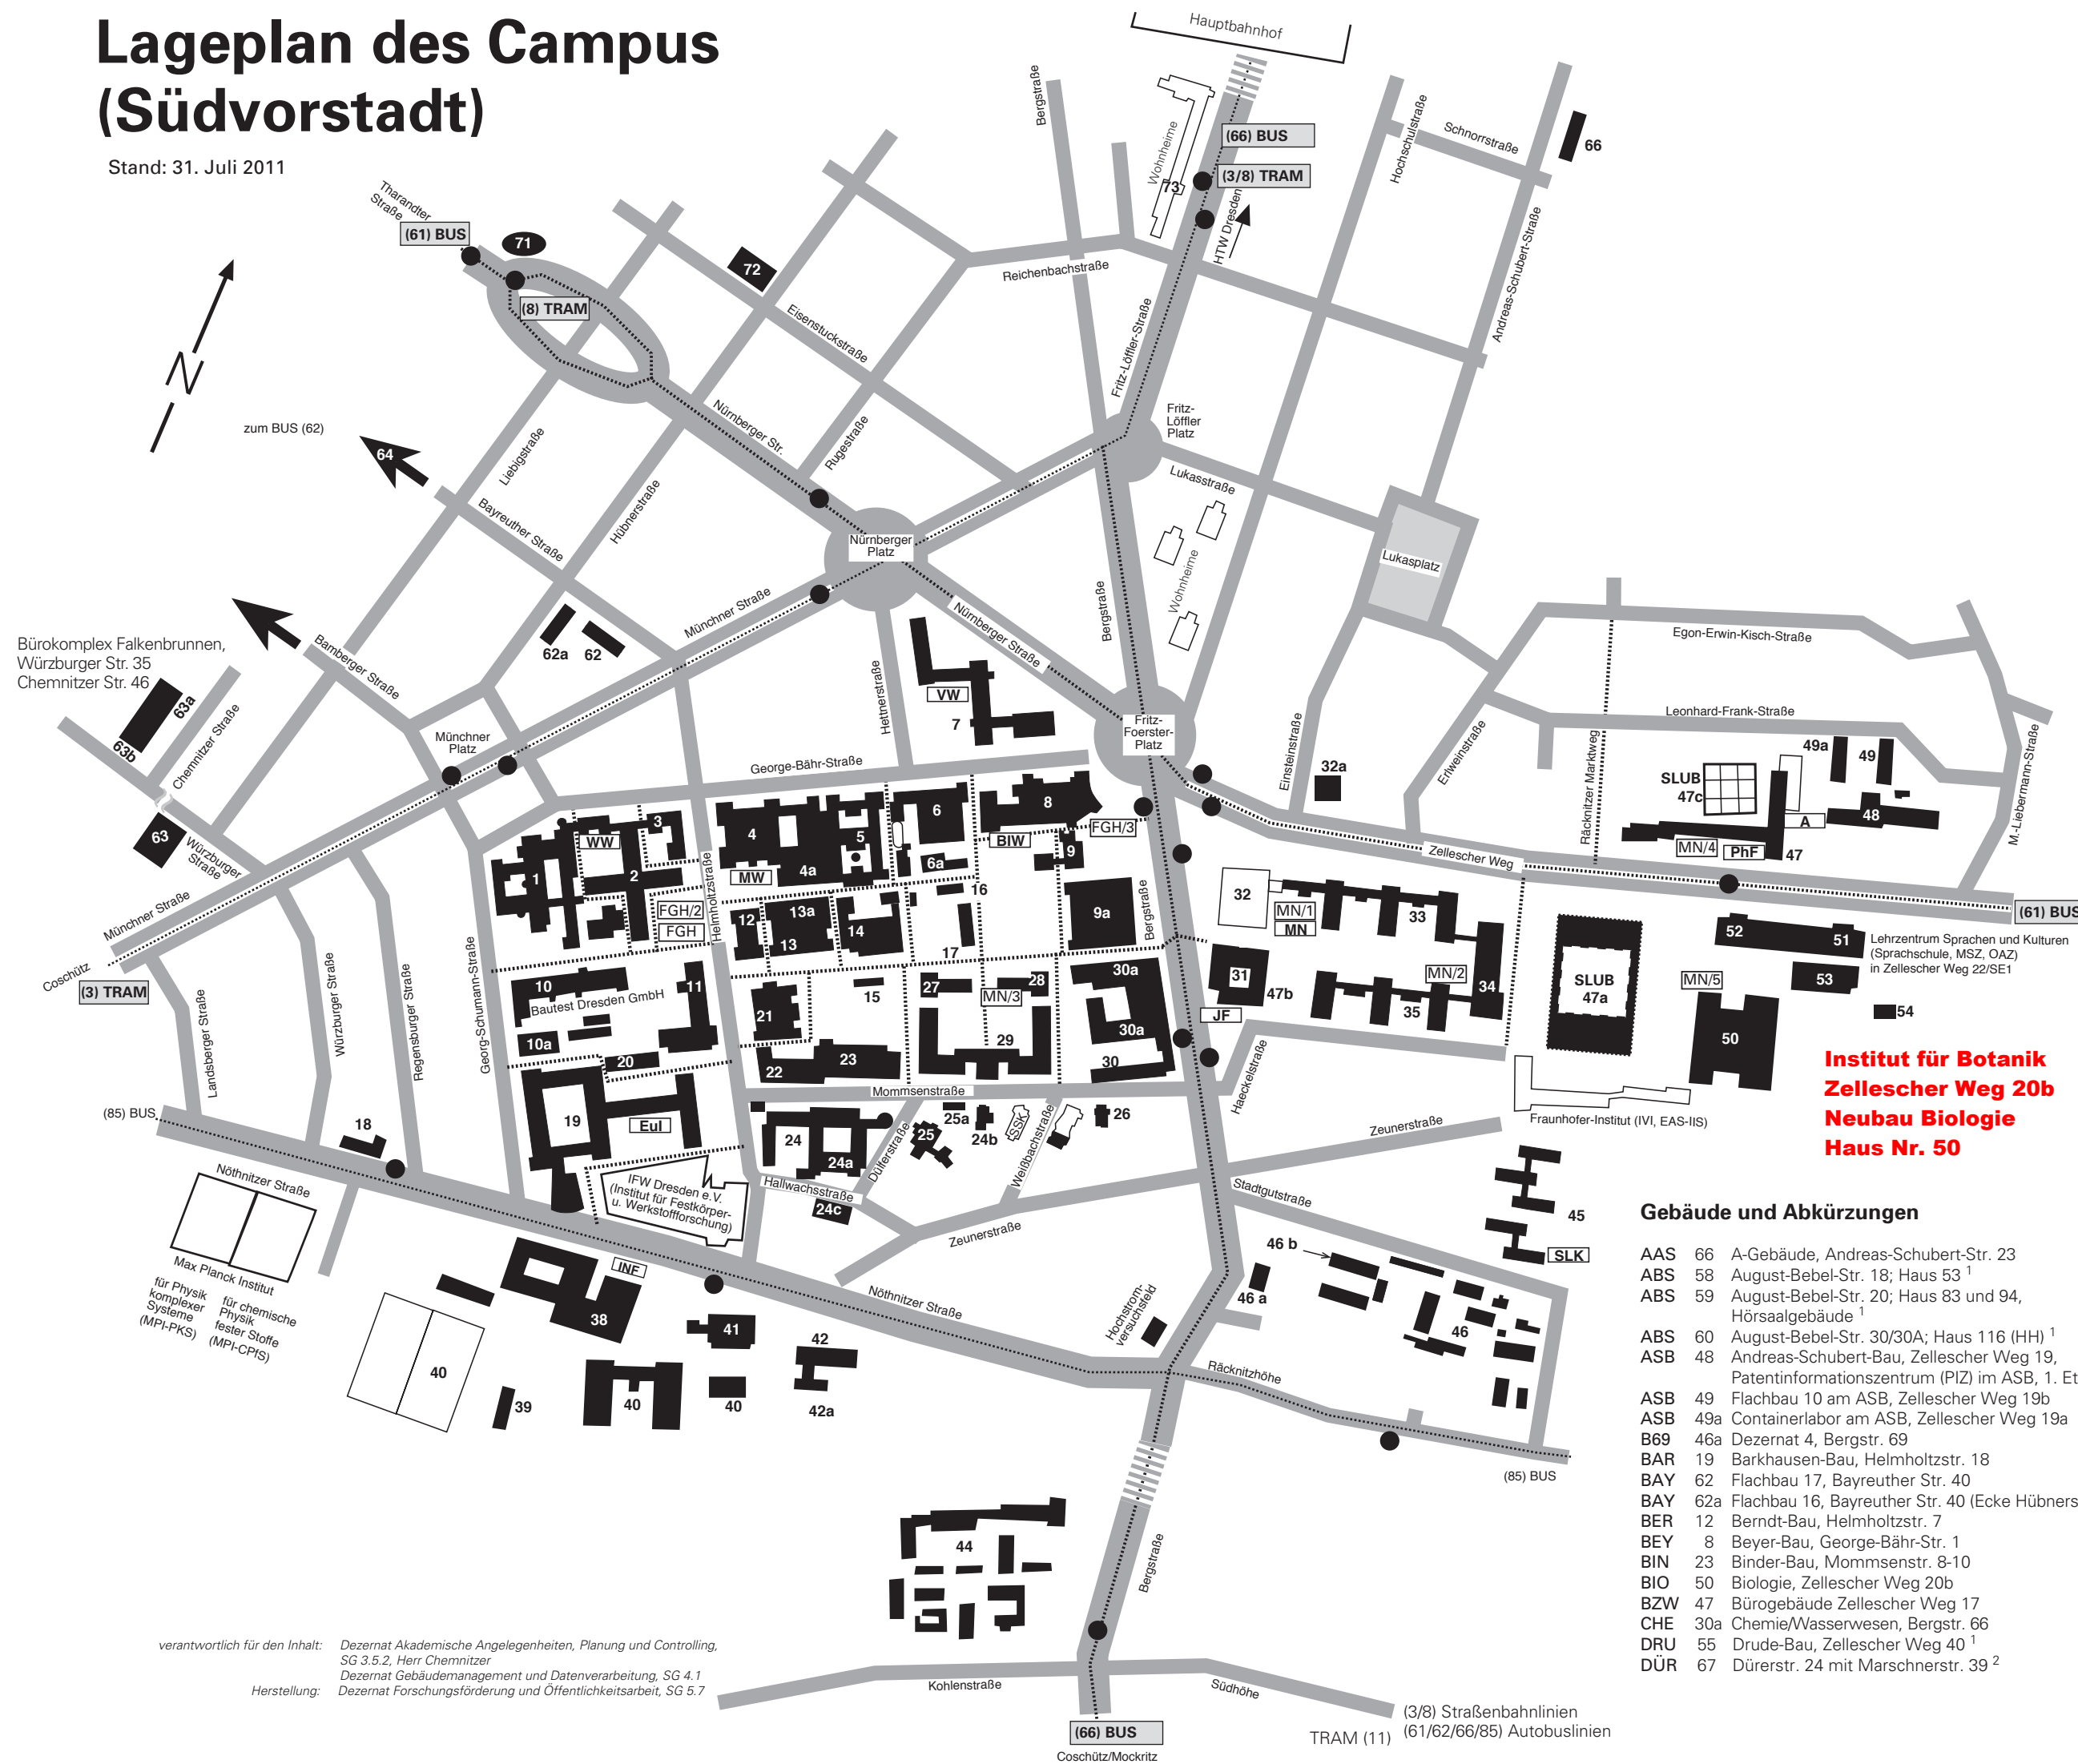 Lageplan des Campus
(Südvorstadt)
Stand: 31. Juli 2011
Hauptbahnhof
Bergstraße
Wohnheime
73
(66) BUS
(3/8) TRAM
HTW Dresden
Hochschulstraße
Schnorrstraße
66
Andreas-Schubert-Straße
Tharandter
Straße
(61) BUS
71
(8) TRAM
72
Reichenbachstraße
Eisenstuckstraße
Fritz-Löffler-Straße
N
zum BUS (62)
64
Liebigstraße
Nürnberger Str.
Rugestraße
Fritz-
Löffler
Platz
Lukasstraße
Bayreuther Straße
Hübnerstraße
Nürnberger
Platz
Lukasplatz
Wohnheime
Bergstraße
Münchner Straße
Nürnberger Straße
62a
62
Bürokomplex Falkenbrunnen,
Würzburger Str. 35
Chemnitzer Str. 46
Bamberger Straße
63a
63b
Chemnitzer Straße
Münchner
Platz
Hettnerstraße
VW
7
Fritz-
Foerster-
Platz
Egon-Erwin-Kisch-Straße
Leonhard-Frank-Straße
Einsteinstraße
Erlweinstraße
Räcknitzer Marktweg
M.-Liebermann-Straße
32a
SLUB
47c
49a
49
48
A
MN/4
PhF
47
George-Bähr-Straße
63
Würzburger
Straße
Münchner Straße
Coschütz
(3) TRAM
WW
3
1
2
FGH/2
FGH
Helmholtzstraße
4
4a
5
MW
6
6a
8
BIW
9
FGH/3
9a
16
12
13a
13
14
17
Bergstraße
Zellescher Weg
(61) BUS
32
MN/1
MN
33
MN/2
34
35
31
47b
JF
SLUB
47a
52
51
Lehrzentrum Sprachen und Kulturen
(Sprachschule, MSZ, OAZ)
in Zellescher Weg 22/SE1
53
54
MN/5
50
Institut für Botanik
Zellescher Weg 20b
Neubau Biologie
Haus Nr. 50
Landsberger Straße
Würzburger Straße
Regensburger Straße
Georg-Schumann-Straße
10
Bautest Dresden GmbH
11
10a
20
21
15
27
28
MN/3
29
30a
30a
30
22
23
Mommsenstraße
Haeckelstraße
Fraunhofer-Institut (IVI, EAS-IIS)
(85) BUS
18
19
EuI
24
24a
24c
25
25a
24b
SSK
26
Dülferstraße
Weißbachstraße
Hallwachsstraße
Zeunerstraße
Zeunerstraße
Stadtgutstraße
IFW Dresden e.V.
(Institut für Festkörper-
u. Werkstoffforschung)
Nöthnitzer Straße
Max Planck Institut
für Physik
komplexer
Systeme
(MPI-PKS)
für chemische
Physik
fester Stoffe
(MPI-CPfS)
INF
38
40
39
40
41
40
42
42a
Nöthnitzer Straße
Hochstrom-
versuchsfeld
46 b
46 a
46
45
SLK
Räcknitzhöhe
(85) BUS
44
Bergstraße
Kohlenstraße
Südhöhe
(66) BUS
Coschütz/Mockritz
TRAM (11)
(3/8) Straßenbahnlinien
(61/62/66/85) Autobuslinien
Gebäude und Abkürzungen
AAS 66 A-Gebäude, Andreas-Schubert-Str. 23
ABS 58 August-Bebel-Str. 18; Haus 53 1
ABS 59 August-Bebel-Str. 20; Haus 83 und 94,
Hörsaalgebäude 1
ABS 60 August-Bebel-Str. 30/30A; Haus 116 (HH) 1
ASB 48 Andreas-Schubert-Bau, Zellescher Weg 19,
Patentinformationszentrum (PIZ) im ASB, 1. Et
ASB 49 Flachbau 10 am ASB, Zellescher Weg 19b
ASB 49a Containerlabor am ASB, Zellescher Weg 19a
B69 46a Dezernat 4, Bergstr. 69
BAR 19 Barkhausen-Bau, Helmholtzstr. 18
BAY 62 Flachbau 17, Bayreuther Str. 40
BAY 62a Flachbau 16, Bayreuther Str. 40 (Ecke Hübners
BER 12 Berndt-Bau, Helmholtzstr. 7
BEY 8 Beyer-Bau, George-Bähr-Str. 1
BIN 23 Binder-Bau, Mommsenstr. 8-10
BIO 50 Biologie, Zellescher Weg 20b
BZW 47 Bürogebäude Zellescher Weg 17
CHE 30a Chemie/Wasserwesen, Bergstr. 66
DRU 55 Drude-Bau, Zellescher Weg 40 1
DÜR 67 Dürerstr. 24 mit Marschnerstr. 39 2
verantwortlich für den Inhalt: Dezernat Akademische Angelegenheiten, Planung und Controlling,
SG 3.5.2, Herr Chemnitzer
Dezernat Gebäudemanagement und Datenverarbeitung, SG 4.1
Herstellung: Dezernat Forschungsförderung und Öffentlichkeitsarbeit, SG 5.7